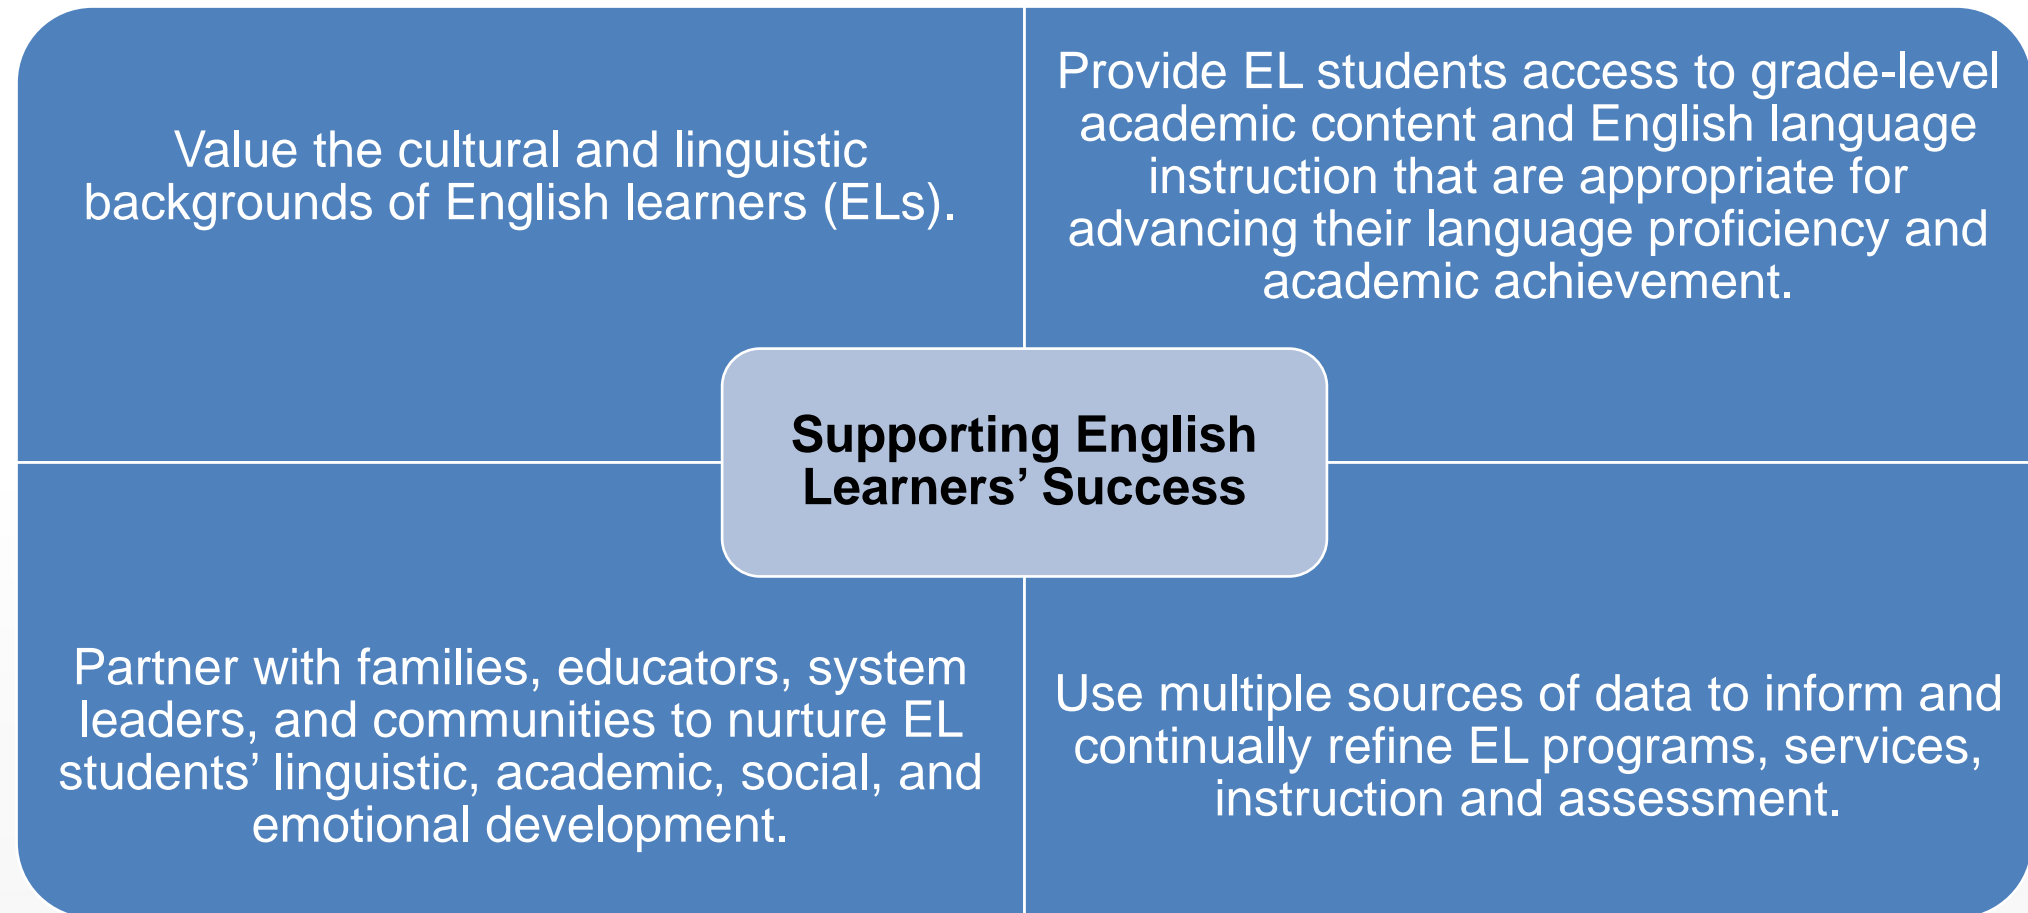 Value the cultural and linguistic
backgrounds of English learners (ELs).
Provide EL students access to grade-level
academic content and English language
instruction that are appropriate for
advancing their language proficiency and
academic achievement.
Supporting English
Learners’ Success
Partner with families, educators, system
leaders, and communities to nurture EL
students’ linguistic, academic, social, and
emotional development.
Use multiple sources of data to inform and
continually refine EL programs, services,
instruction and assessment.